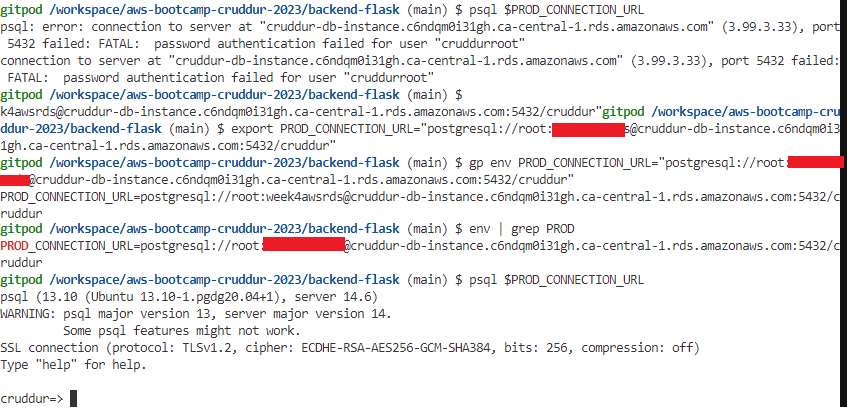 gitpod /workspace/aws-bootcamp-cruddur-2023/backend-flask (main) $ psql $PROD_CONNECTION_URL
psql: error: connection to server at "cruddur-db-instance.c6ndqm0i31gh.ca-central-1.rds.amazonaws.com" (3.99.3.33), port
5432 failed: FATAL:  password authentication failed for user "cruddurroot"
connection to server at "cruddur-db-instance.c6ndqm0i31gh.ca-central-1.rds.amazonaws.com" (3.99.3.33), port 5432 failed:
FATAL:  password authentication failed for user "cruddurroot"
gitpod /workspace/aws-bootcamp-cruddur-2023/backend-flask (main) $
k4awsrds@cruddur-db-instance.c6ndqm0i31gh.ca-central-1.rds.amazonaws.com:5432/cruddur"gitpod /workspace/aws-bootcamp-cru
ddur-2023/backend-flask (main) $ export PROD_CONNECTION_URL="postgresql://root:s@cruddur-db-instance.c6ndqm0i3
1gh.ca-central-1.rds.amazonaws.com:5432/cruddur"
gitpod /workspace/aws-bootcamp-cruddur-2023/backend-flask (main) $ gp env PROD_CONNECTION_URL="postgresql://root:
@cruddur-db-instance.c6ndqm0i31gh.ca-central-1.rds.amazonaws.com:5432/cruddur"
PROD_CONNECTION_URL=postgresql://root:week4awsrds@cruddur-db-instance.c6ndqm0i31gh.ca-central-1.rds.amazonaws.com:5432/c
ruddur
gitpod /workspace/aws-bootcamp-cruddur-2023/backend-flask (main) $ env | grep PROD
PROD_CONNECTION_URL=postgresql://root:@cruddur-db-instance.c6ndqm0i31gh.ca-central-1.rds.amazonaws.com:5432/c
ruddur
gitpod /workspace/aws-bootcamp-cruddur-2023/backend-flask (main) $ psql $PROD_CONNECTION_URL
psql (13.10 (Ubuntu 13.10-1.pgdg20.04+1), server 14.6)
WARNING: psql major version 13, server major version 14.
Some psql features might not work.
SSL connection (protocol: TLSv1.2, cipher: ECDHE-RSA-AES256-GCM-SHA384, bits: 256, compression: off)
Type "help" for help.
cruddur=>